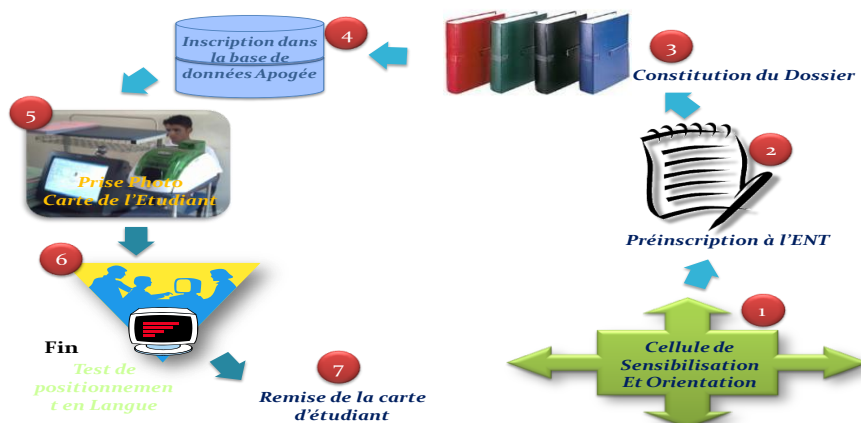 1
Cellule de
Sensibilisation
Et Orientation
2
Préinscription à l'ENT
3
Constitution du Dossier
4
Inscription dans
la base de
données Apogée
5
Prise Photo
Carte de l'Etudiant
6
Fin
Test de
positionnemen
t en Langue
7
Remise de la carte
d'étudiant